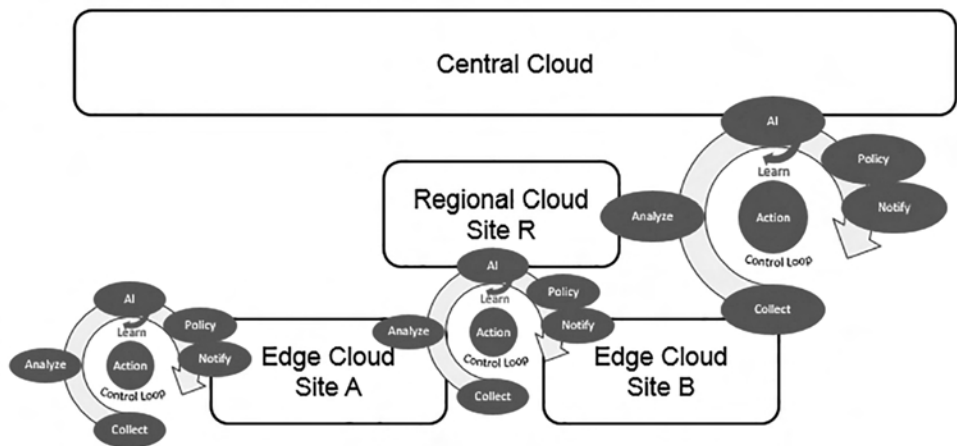 Central Cloud
AI
Learn
Policy
Analyze
Action
Notify
Control Loop
Collect
Regional Cloud
Site R
AI
Learn
Policy
Analyze
Action
Notify
Control Loop
Collect
AI
Learn
Policy
Analyze
Action
Notify
Control Loop
Collect
Edge Cloud
Site A
Edge Cloud
Site B